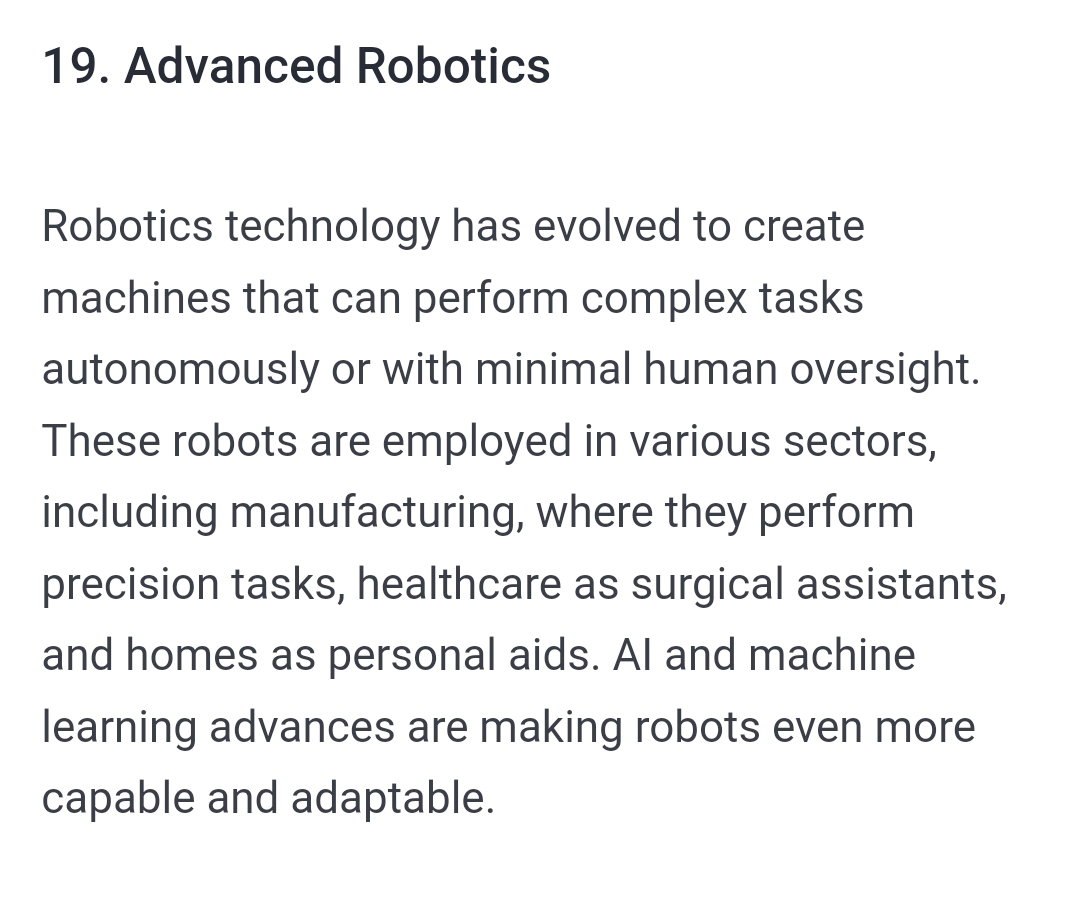 19. Advanced Robotics
Robotics technology has evolved to create
machines that can perform complex tasks
autonomously or with minimal human oversight.
These robots are employed in various sectors,
including manufacturing, where they perform
precision tasks, healthcare as surgical assistants,
and homes as personal aids. AI and machine
learning advances are making robots even more
capable and adaptable.